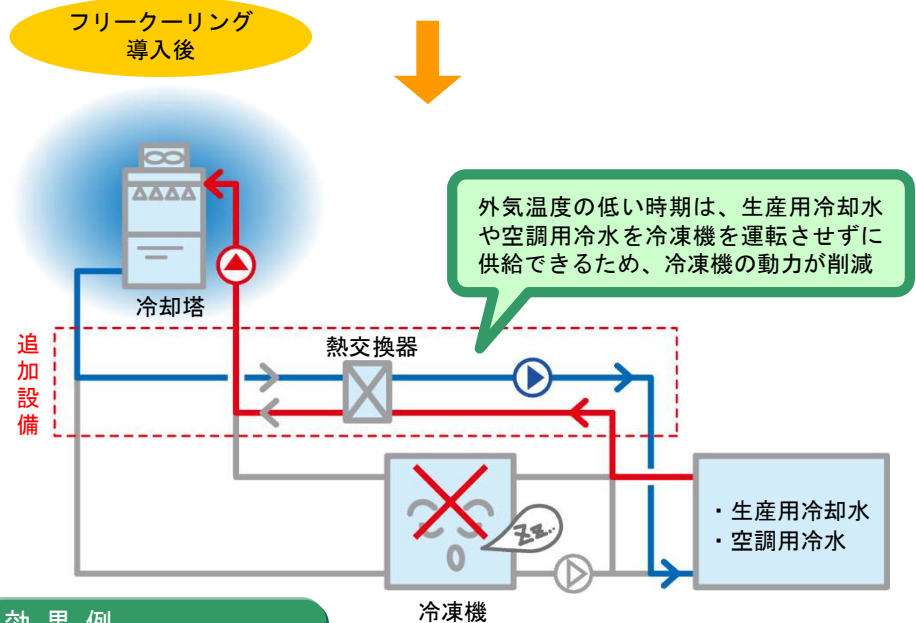 フリークーリング
導入後
外気温度の低い時期は、生産用冷却水
や空調用冷水を冷凍機を運転させずに
供給できるため、冷凍機の動力が削減
冷却塔
追加設備
熱交換器
zz..
・生産用冷却水
・空調用冷水
冷凍機
効果例